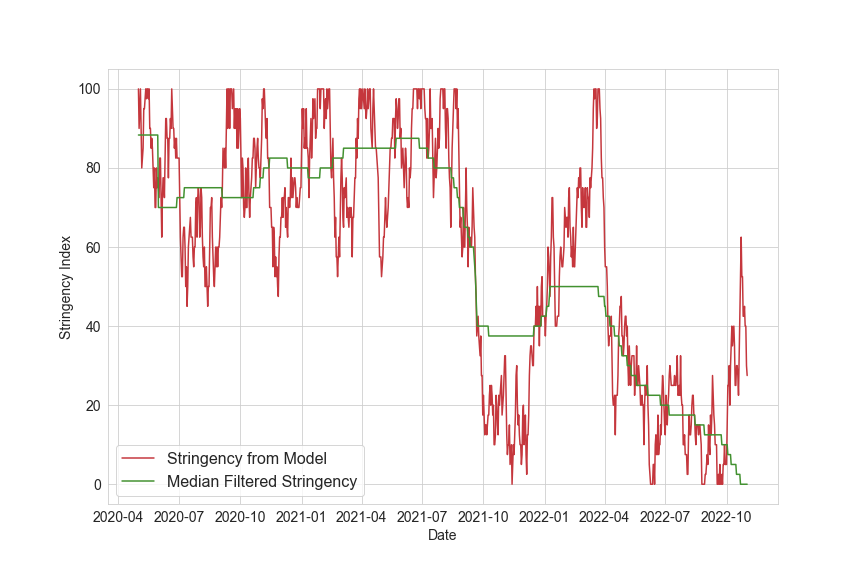 100
80
60
40
20
0
Stringency Index
Stringency from Model
Median Filtered Stringency
2020-04 2020-07 2020-10 2021-01 2021-04 2021-07 2021-10 2022-01 2022-04 2022-07 2022-10
Date